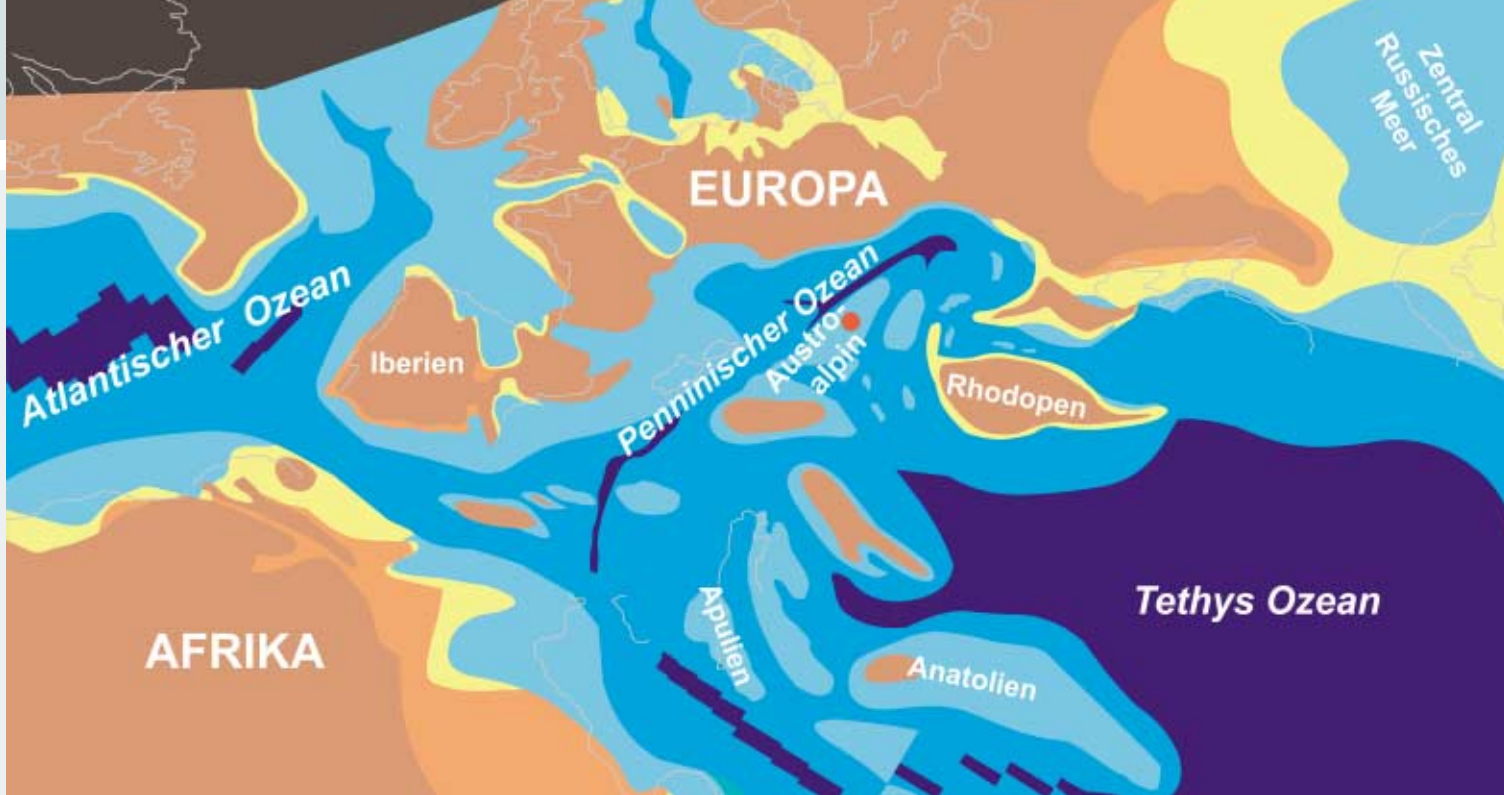 Zentral
Russisches
Meer
EUROPA
Atlantischer Ozean
Penninischer Ozean
Austro-
alpin
Iberien
Rhodopen
Tethys Ozean
Apulien
AFRIKA
Anatolien